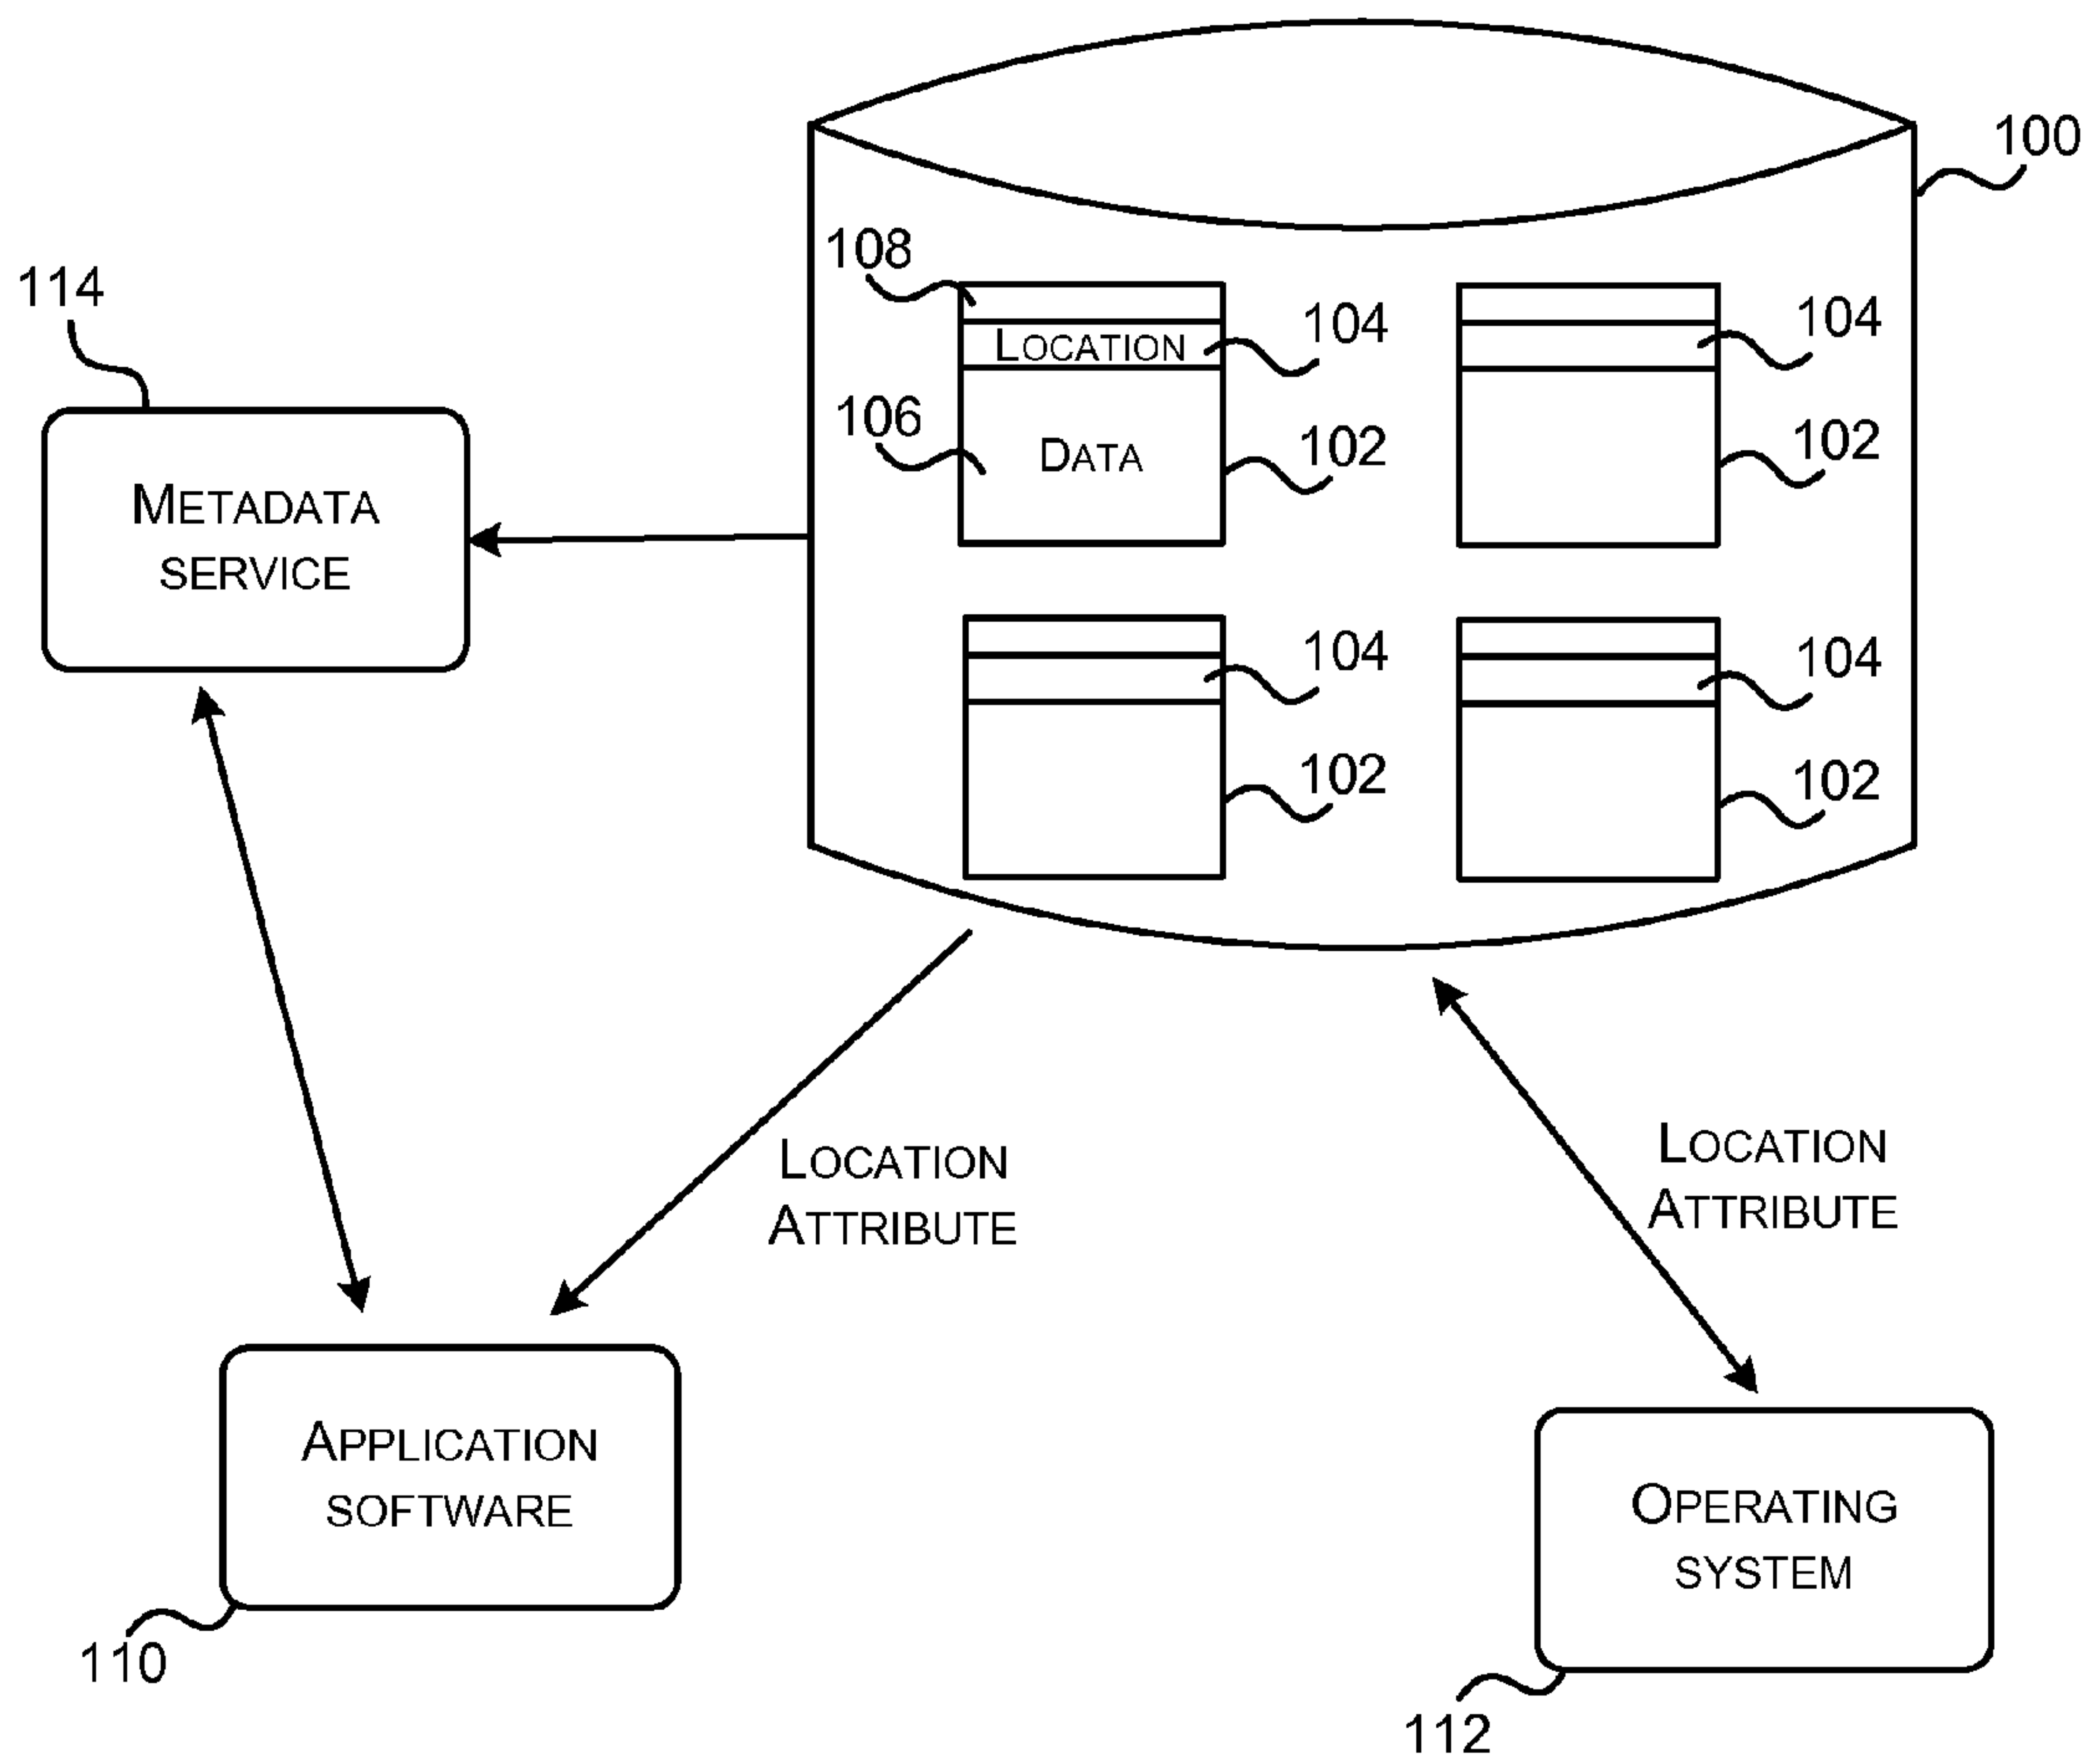 100
108
114
LOCATION
104
104
106
DATA
102
102
METADATA
SERVICE
104
104
102
102
LOCATION
ATTRIBUTE
LOCATION
ATTRIBUTE
APPLICATION
SOFTWARE
OPERATING
SYSTEM
110
112